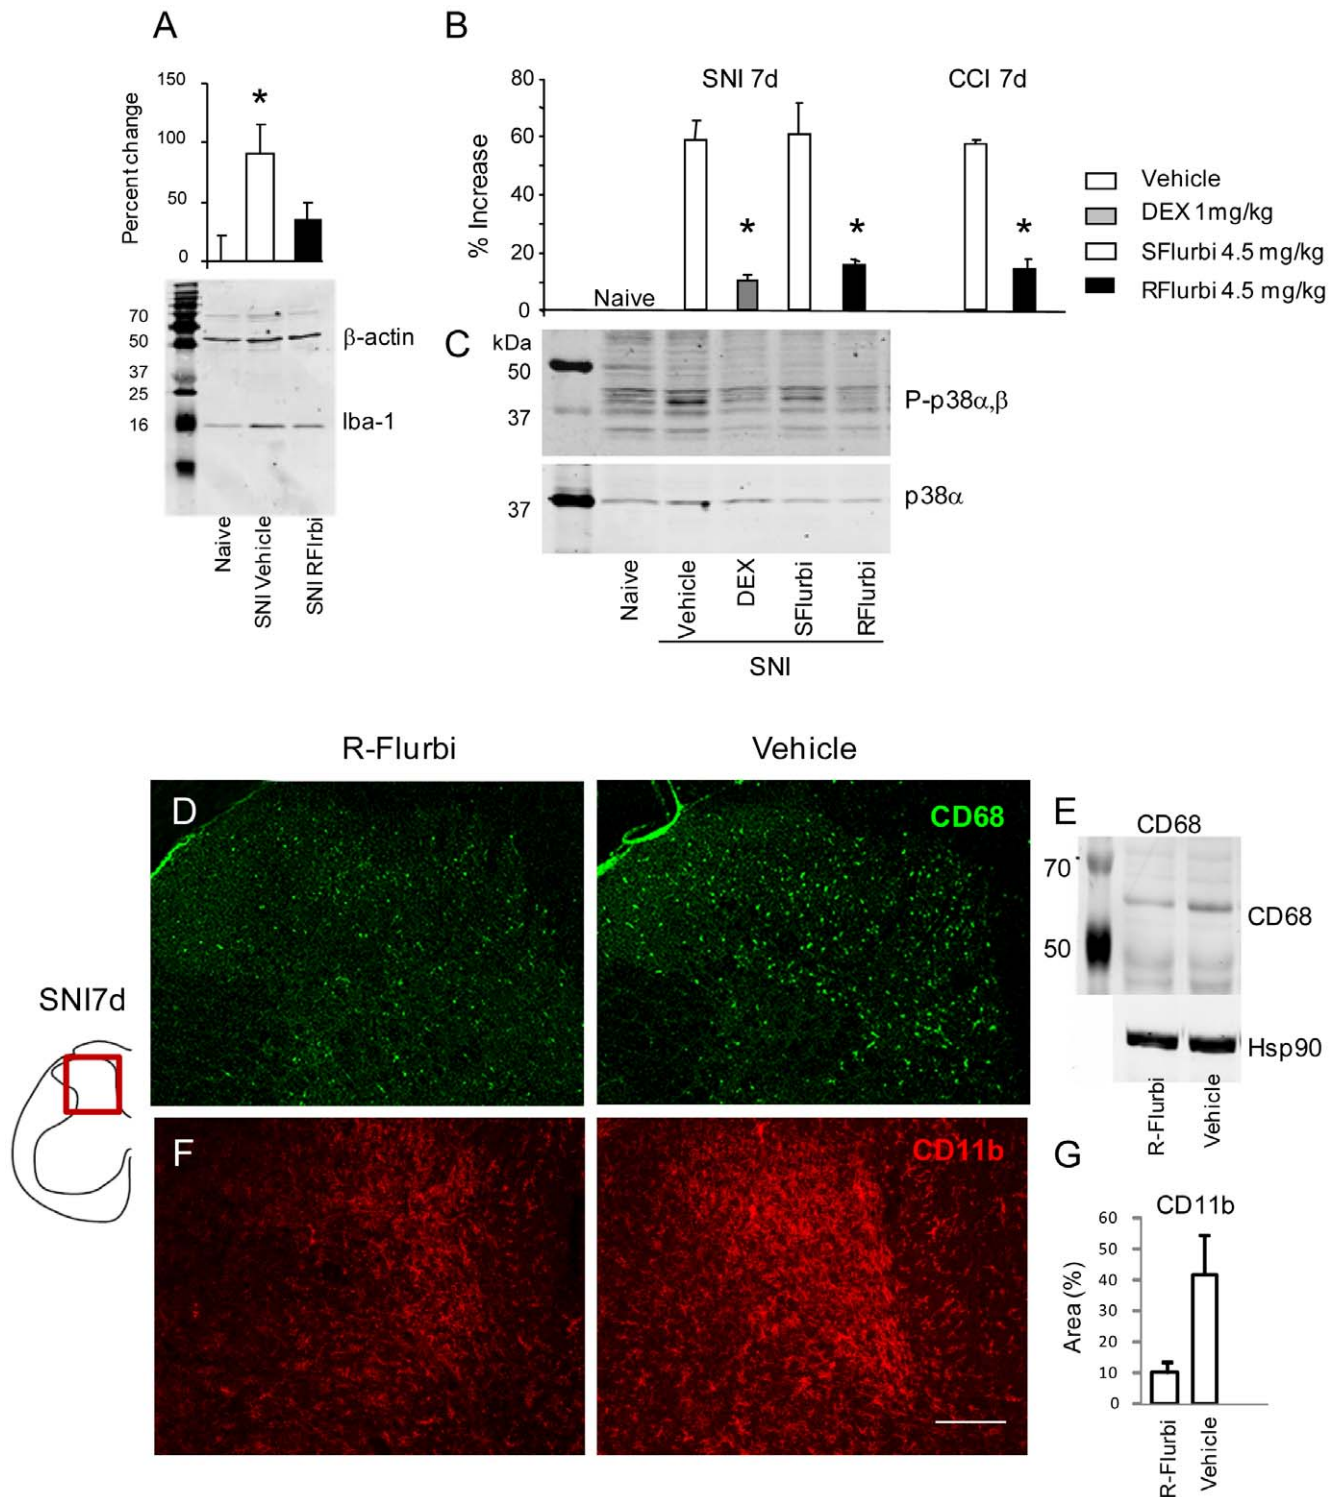 A
150
100
50
0
Percent change
*
70
50
37
25
16
β-actin
Iba-1
Naive
SNI Vehicle
SNI RFlrbi
B
80
60
40
20
0
% Increase
SNI 7d
CCI 7d
Naive
*
*
*
Vehicle
DEX 1mg/kg
SFlurbi 4.5 mg/kg
RFlurbi 4.5 mg/kg
C
kDa
50
37
P-p38α,β
37
p38α
Naive
Vehicle
DEX
SFlurbi
RFlurbi
SNI
R-Flurbi
Vehicle
D
CD68
E
CD68
70
50
CD68
Hsp90
R-Flurbi
Vehicle
SNI7d
F
CD11b
G
CD11b
60
50
40
30
20
10
0
Area (%)
R-Flurbi
Vehicle